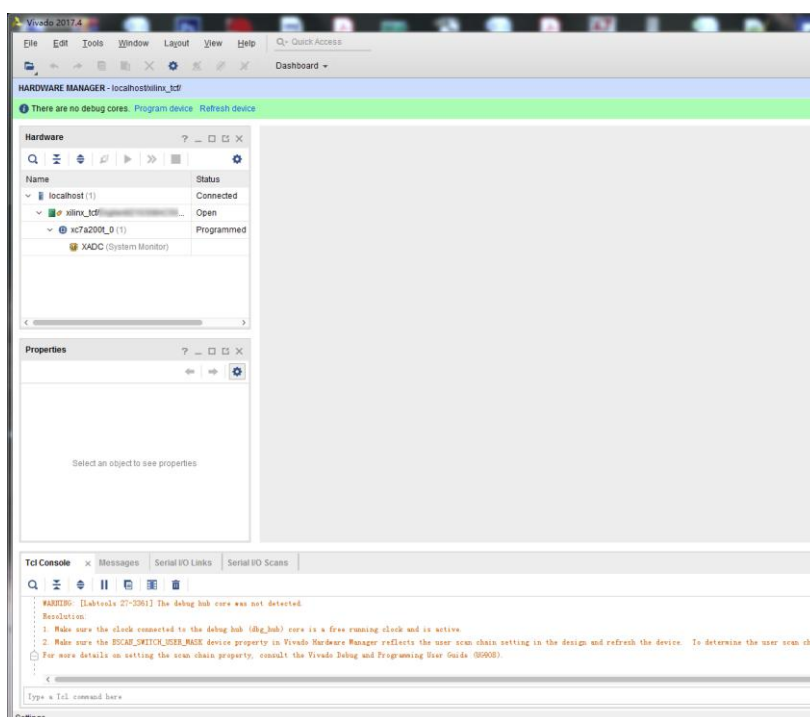 Vivado 2017.4
File Edit Tools Window Layout View Help Quick Access
Dashboard
HARDWARE MANAGER - localhost/xilinx_tcf/
There are no debug cores. Program device Refresh device
Hardware
Name Status
localhost (1) Connected
xilinx_tcf/ ... Open
xc7a200t_0 (1) Programmed
XADC (System Monitor)
Properties
Select an object to see properties
Tcl Console Messages Serial I/O Links Serial I/O Scans
WARNING: [Labtools 27-3361] The debug hub core was not detected.
Resolution:
1. Make sure the clock connected to the debug hub (dbg_hub) core is a free running clock and is active.
2. Make sure the BSCAN_SWITCH_USER_MASK device property in Vivado Hardware Manager reflects the user scan chain setting in the design and refresh the device. To determine the user scan ch
For more details on setting the scan chain property, consult the Vivado Debug and Programming User Guide (UG908).
Type a Tcl command here